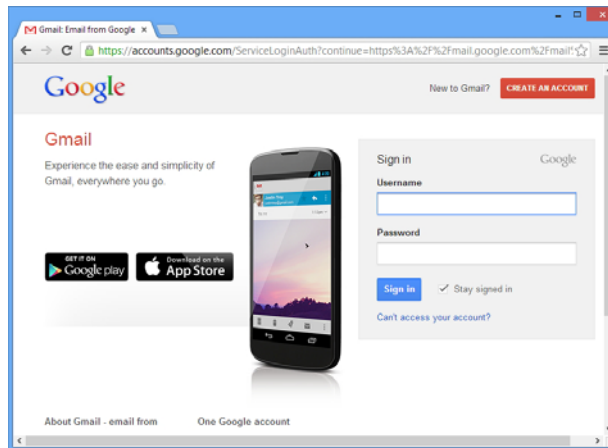 Gmail: Email from Google
https://accounts.google.com/ServiceLoginAuth?continue=https%3A%2F%2Fmail.google.com%2Fmail
Google
New to Gmail?
CREATE AN ACCOUNT
Gmail
Experience the ease and simplicity of
Gmail, everywhere you go.
GET IT ON
Google play
Download on the
App Store
Sign in
Google
Username
Password
Sign in
Stay signed in
Can't access your account?
About Gmail - email from
One Google account